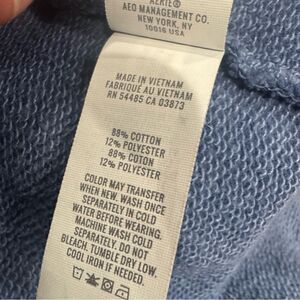 AERIE®
AEO MANAGEMENT CO.
NEW YORK, NY
10016 USA
MADE IN VIETNAM
FABRIQUÉ AU VIETNAM
RN 54485 CA 03873
88% COTTON
12% POLYESTER
88% COTON
12% POLYESTER
COLOR MAY TRANSFER
WHEN NEW. WASH ONCE
SEPARATELY IN COLD
WATER BEFORE WEARING.
MACHINE WASH COLD
SEPARATELY. DO NOT
BLEACH. TUMBLE DRY LOW.
COOL IRON IF NEEDED.